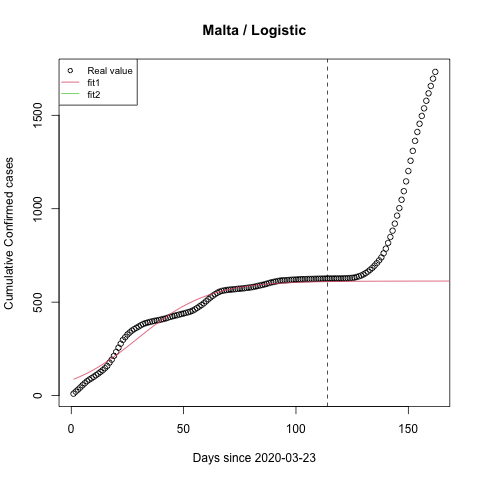 Malta / Logistic
Real value
fit1
fit2
Cumulative Confirmed cases
1500
1000
500
0
0 50 100 150
Days since 2020-03-23